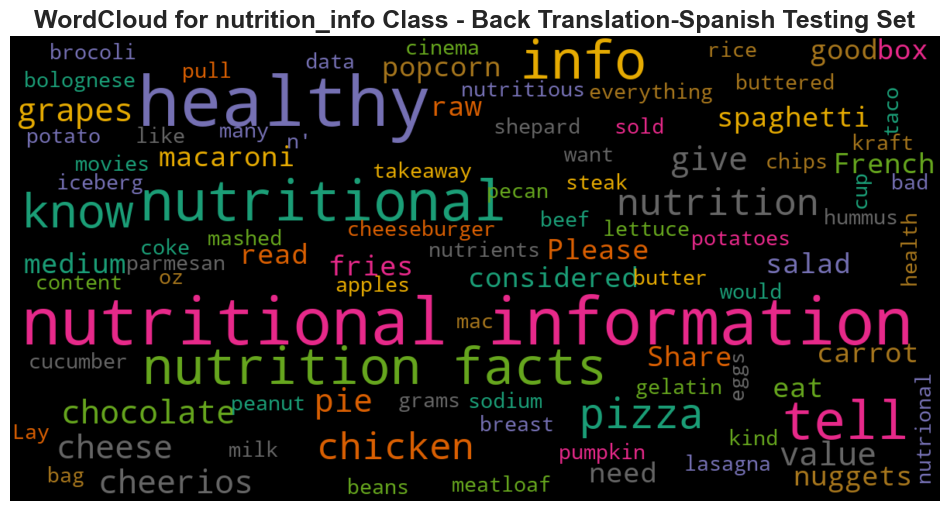 WordCloud for nutrition_info Class - Back Translation-Spanish Testing Set
brocoli
data
cinema
info
rice
good
box
bolognese
pull
popcorn
healthy
nutritious
everything
buttered
grapes
raw
taco
potato
like
many
n'
shepard
sold
spaghetti
kraft
movies
macaroni
takeaway
want
give
chips
French
iceberg
nutritional
pecan
steak
cup
bad
know
nutrition
beef
lettuce
hummus
coke
mashed
cheeseburger
nutrients
Please
potatoes
health
medium
parmesan
read
fries
considered
butter
salad
content
oz
apples
would
nutritional information
mac
cucumber
nutrition facts
Share
eggs
carrot
chocolate
peanut
pie
grams
sodium
gelatin
eat
nutrional
Lay
cheese
milk
chicken
breast
pizza
kind
tell
pumpkin
lasagna
value
bag
cheerios
beans
meatloaf
need
nuggets